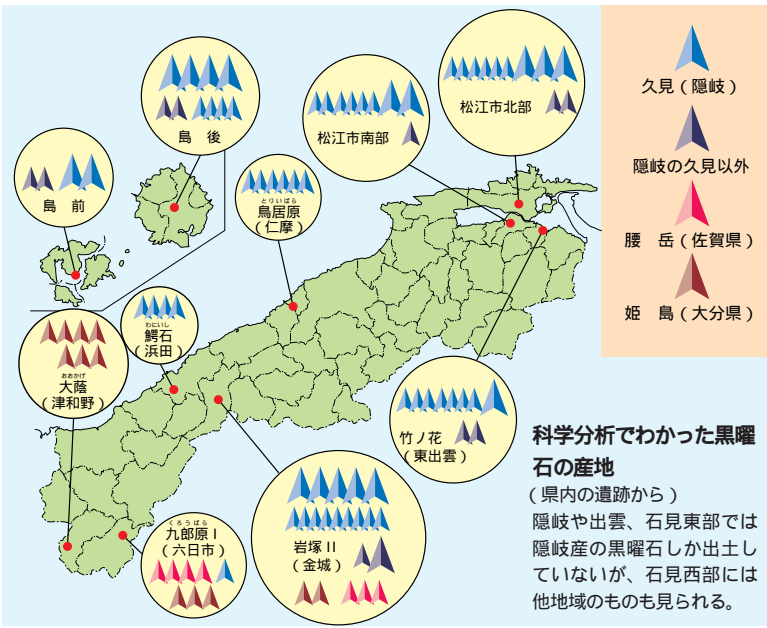 島　後
島　前
松江市南部
松江市北部
とりいばら
鳥居原
（仁摩）
わにいし
鰐石
（浜田）
おおかげ
大蔭
（津和野）
くろうばら
九郎原Ⅰ
（六日市）
岩塚Ⅱ
（金城）
竹ノ花
（東出雲）
久見（隠岐）
隠岐の久見以外
腰　岳（佐賀県）
姫　島（大分県）
科学分析でわかった黒曜
石の産地
（県内の遺跡から）
隠岐や出雲、石見東部では
隠岐産の黒曜石しか出土し
ていないが、石見西部には
他地域のものも見られる。